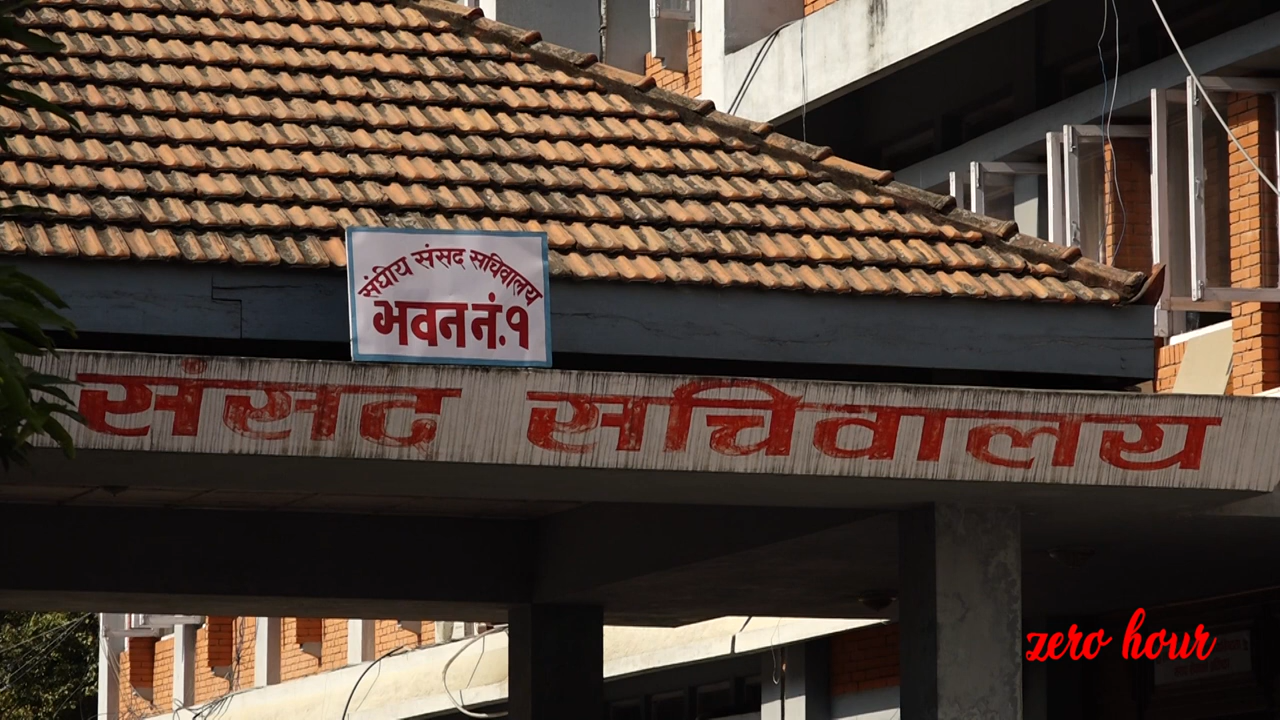 संघीय संसद सचिवालय
भवन नं. १
संसद सचिवालय
zero hour